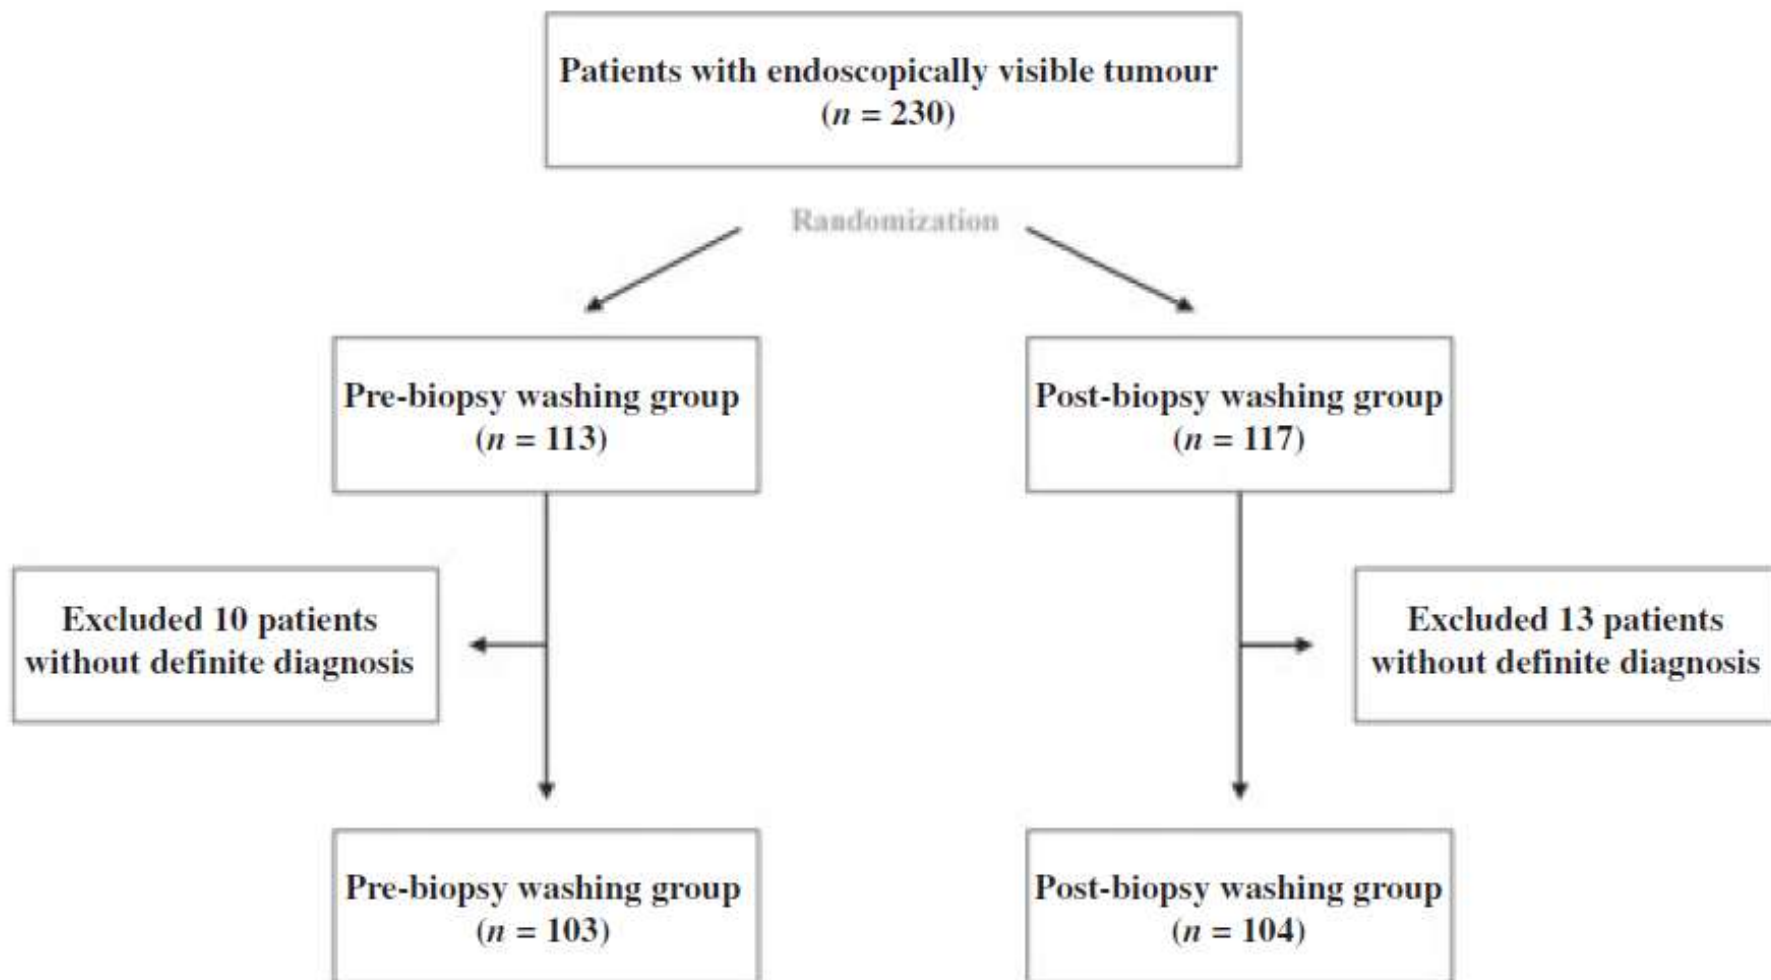 Patients with endoscopically visible tumour
(n = 230)
Randomization
Pre-biopsy washing group
(n = 113)
Post-biopsy washing group
(n = 117)
Excluded 10 patients
without definite diagnosis
Excluded 13 patients
without definite diagnosis
Pre-biopsy washing group
(n = 103)
Post-biopsy washing group
(n = 104)